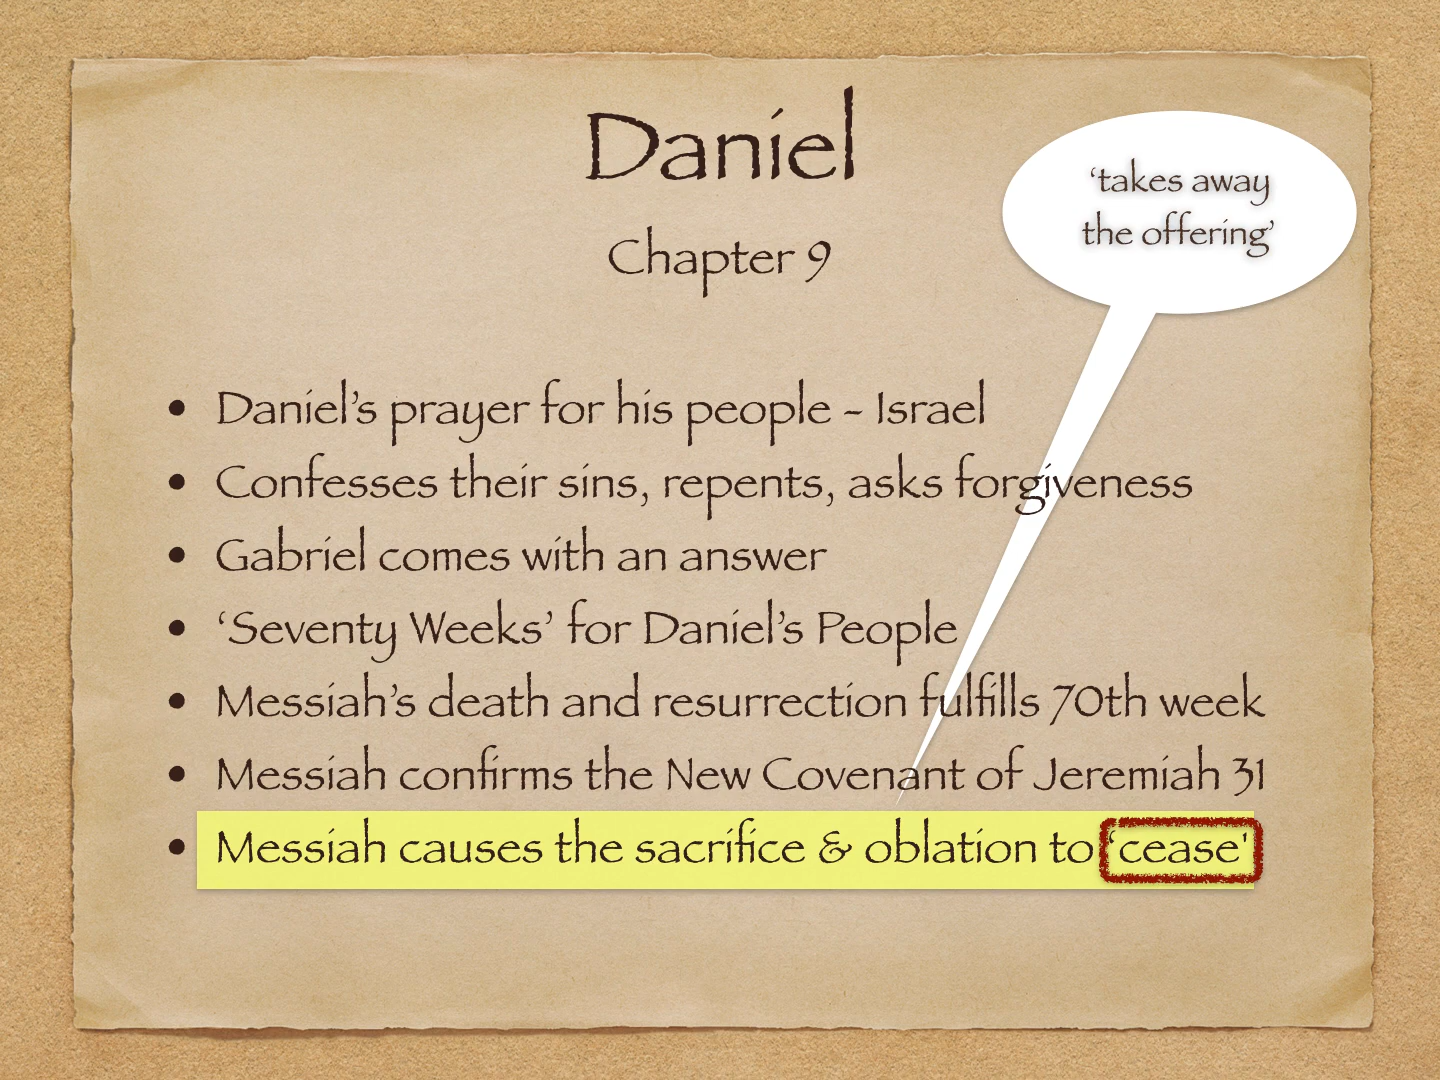 Daniel
Chapter 9
‘takes away
the offering’
• Daniel’s prayer for his people - Israel
• Confesses their sins, repents, asks forgiveness
• Gabriel comes with an answer
• ‘Seventy Weeks’ for Daniel’s People
• Messiah’s death and resurrection fulfills 70th week
• Messiah confirms the New Covenant of Jeremiah 31
• Messiah causes the sacrifice & oblation to ‘cease'